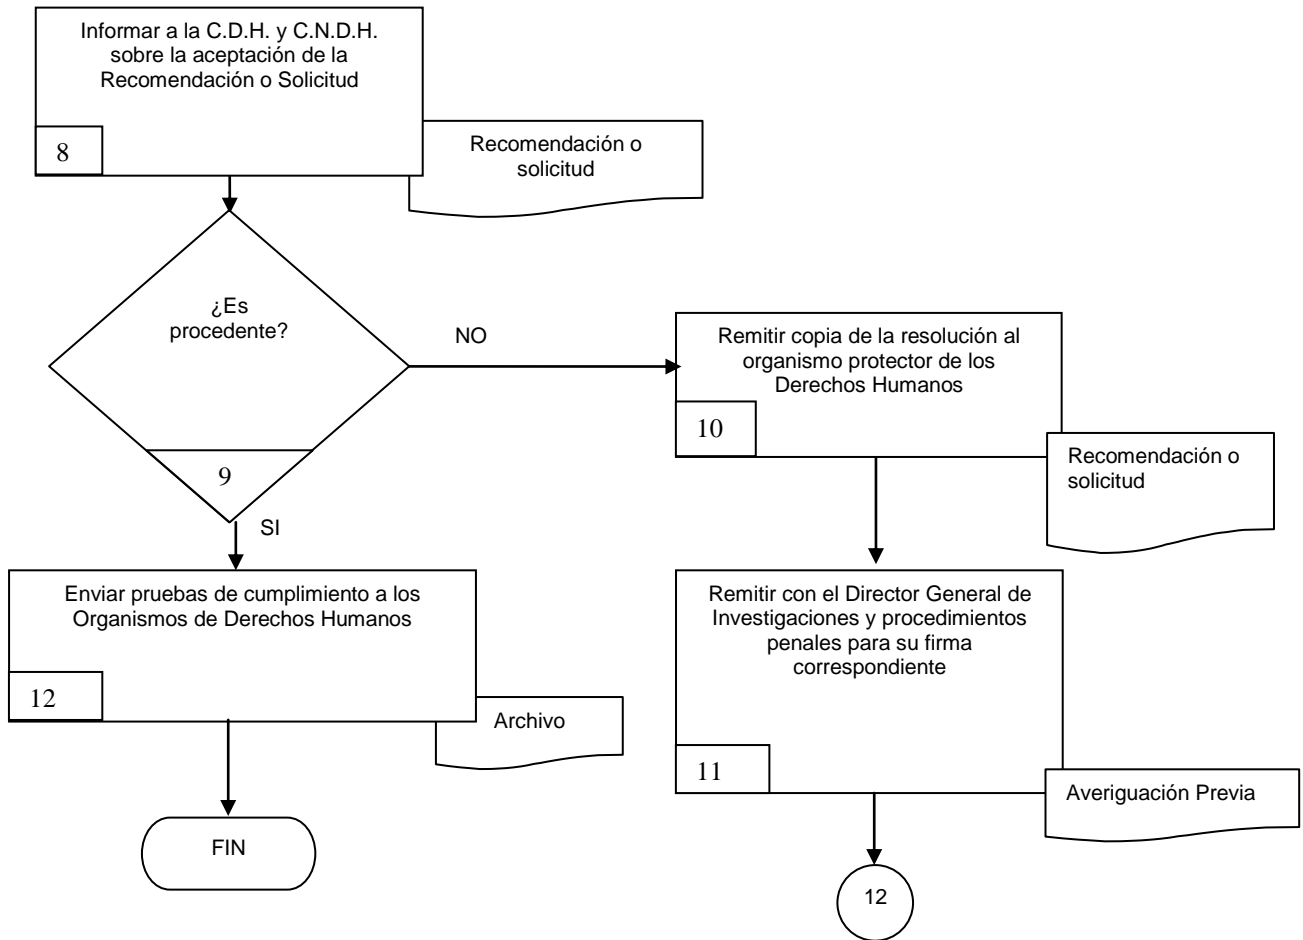 Informar a la C.D.H. y C.N.D.H.
sobre la aceptación de la
Recomendación o Solicitud
8
Recomendación o
solicitud
¿Es
procedente?
9
NO
SI
Remitir copia de la resolución al
organismo protector de los
Derechos Humanos
10
Recomendación o
solicitud
Enviar pruebas de cumplimiento a los
Organismos de Derechos Humanos
12
Archivo
FIN
Remitir con el Director General de
Investigaciones y procedimientos
penales para su firma
correspondiente
11
Averiguación Previa
12